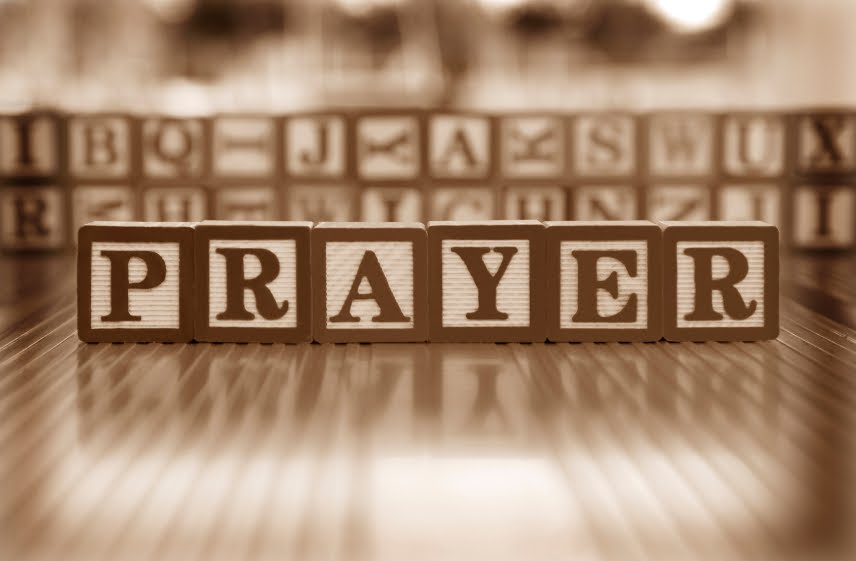 I B Q I J Y A K S W U X
R H W I C H N Z I
PRAYER